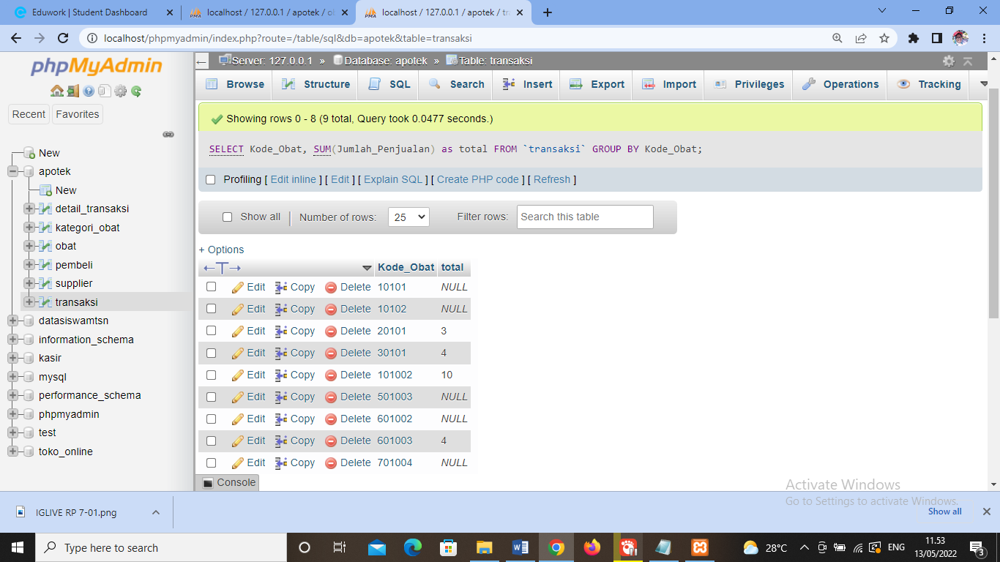 Eduwork | Student Dashboard
localhost / 127.0.0.1 / apotek / o
localhost / 127.0.0.1 / apotek / tr
localhost/phpmyadmin/index.php?route=/table/sql&db=apotek&table=transaksi
phpMyAdmin
Recent
Favorites
New
apotek
New
detail_transaksi
kategori_obat
obat
pembeli
supplier
transaksi
datasiswamtsn
information_schema
kasir
mysql
performance_schema
phpmyadmin
test
toko_online
Server: 127.0.0.1 » Database: apotek » Table: transaksi
Browse Structure SQL Search Insert Export Import Privileges Operations Tracking
Showing rows 0 - 8 (9 total, Query took 0.0477 seconds.)
SELECT Kode_Obat, SUM(Jumlah_Penjualan) as total FROM `transaksi` GROUP BY Kode_Obat;
Profiling [ Edit inline ] [ Edit ] [ Explain SQL ] [ Create PHP code ] [ Refresh ]
Show all | Number of rows: 25 Filter rows: Search this table
+ Options
←T→ Kode_Obat total
Edit Copy Delete 10101 NULL
Edit Copy Delete 10102 NULL
Edit Copy Delete 20101 3
Edit Copy Delete 30101 4
Edit Copy Delete 101002 10
Edit Copy Delete 501003 NULL
Edit Copy Delete 601002 NULL
Edit Copy Delete 601003 4
Edit Copy Delete 701004 NULL
Console
Activate Windows
Go to Settings to activate Windows.
IGLIVE RP 7-01.png
Show all
Type here to search
28°C
ENG
11.53
13/05/2022
3